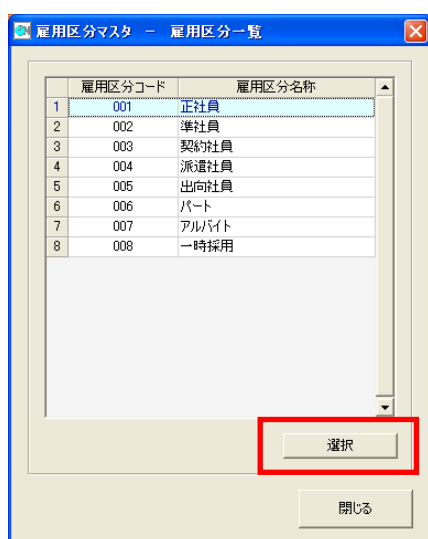 雇用区分マスタ － 雇用区分一覧
雇用区分コード 雇用区分名称
1 001 正社員
2 002 準社員
3 003 契約社員
4 004 派遣社員
5 005 出向社員
6 006 パート
7 007 アルバイト
8 008 一時採用
選択
閉じる